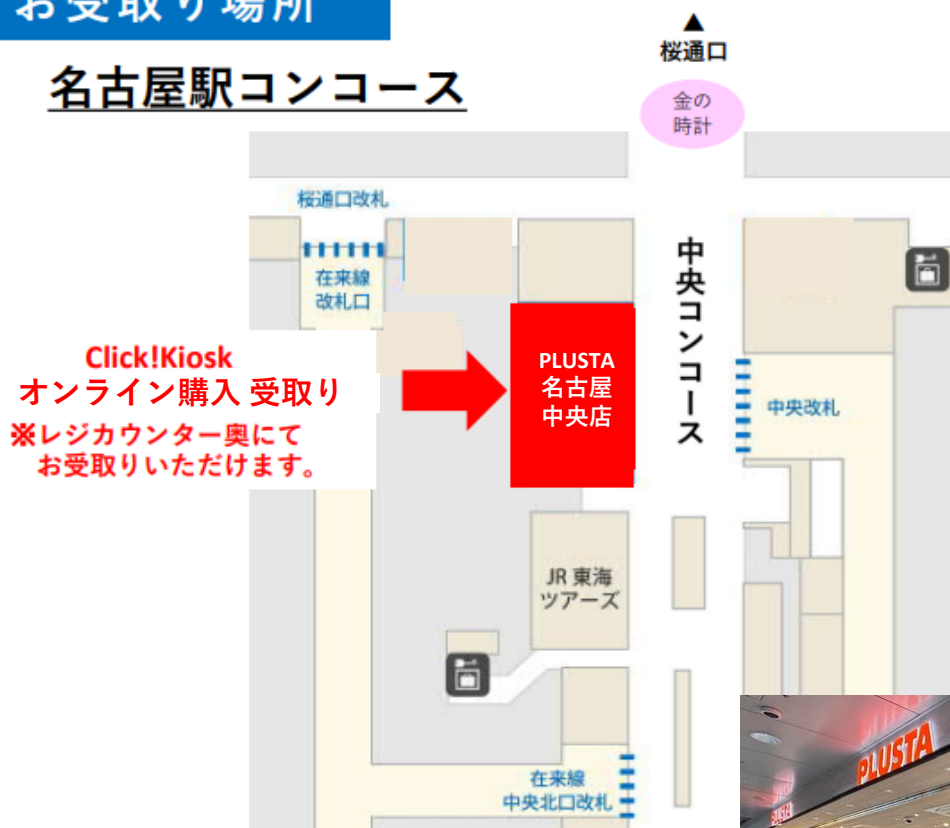 お受取り場所
名古屋駅コンコース
▲
桜通口
金の
時計
桜通口改札
在来線
改札口
中央コンコース
Click!Kiosk
オンライン購入 受取り
※レジカウンター奥にて
お受取りいただけます。
PLUSTA
名古屋
中央店
中央改札
JR 東海
ツアーズ
在来線
中央北口改札
PLUSTA
PLUSTA